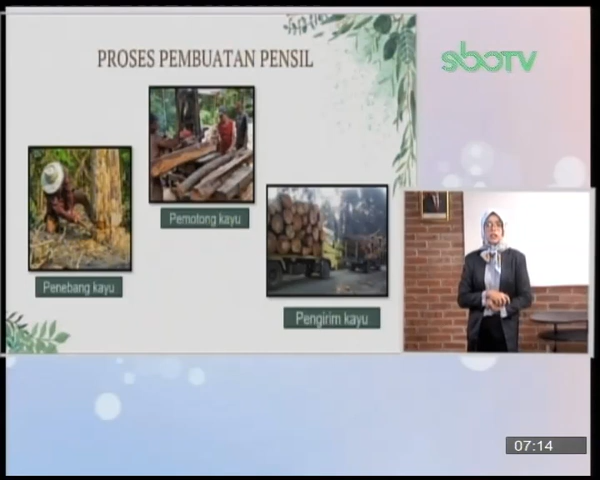 PROSES PEMBUATAN PENSIL
sboTV
Penebang kayu
Pemotong kayu
Pengirim kayu
07:14